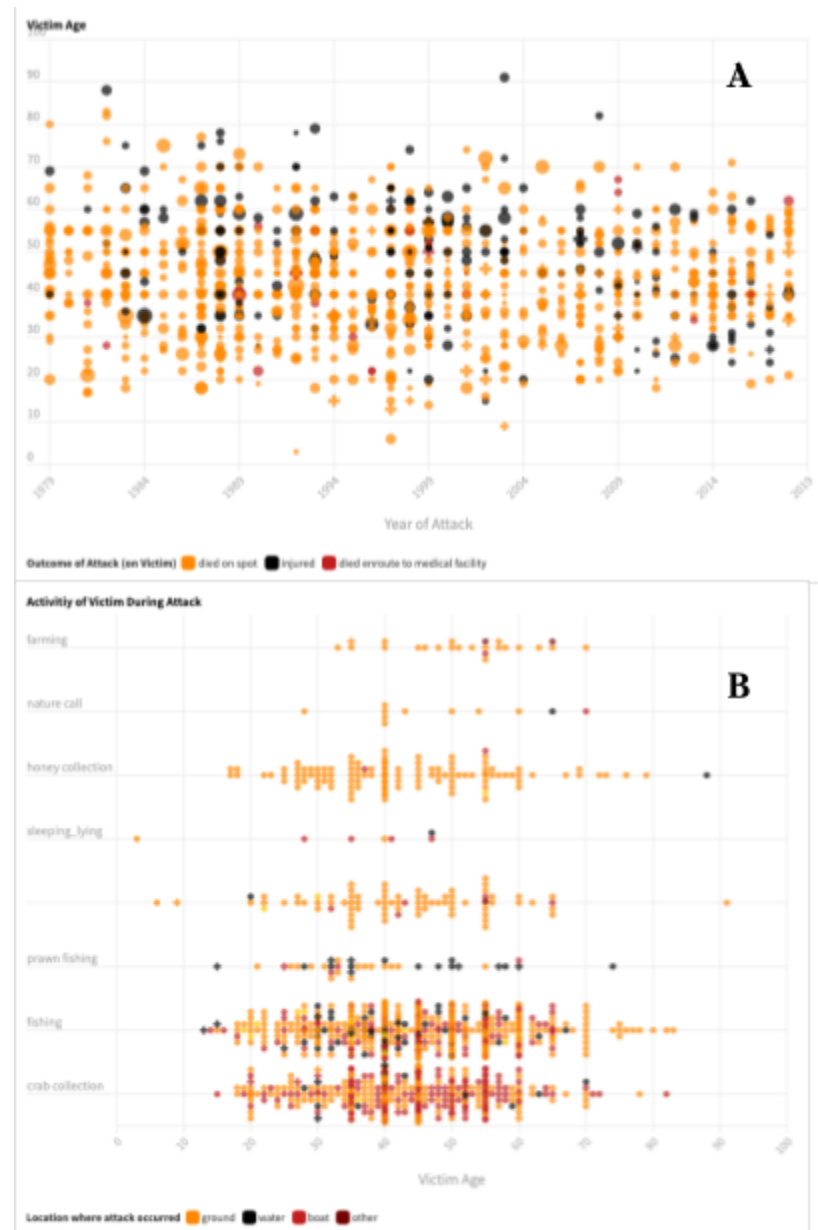 Victim Age
100
90
A
80
70
60
50
40
30
20
10
0
1979 1984 1989 1994 1999 2004 2009 2014 2019
Year of Attack
Outcome of Attack (on Victim) died on spot injured died enroute to medical facility
Activitiy of Victim During Attack
farming
B
nature call
honey collection
sleeping_lying
prawn fishing
fishing
crab collection
0 10 20 30 40 50 60 70 80 90 100
Victim Age
Location where attack occurred ground water boat other